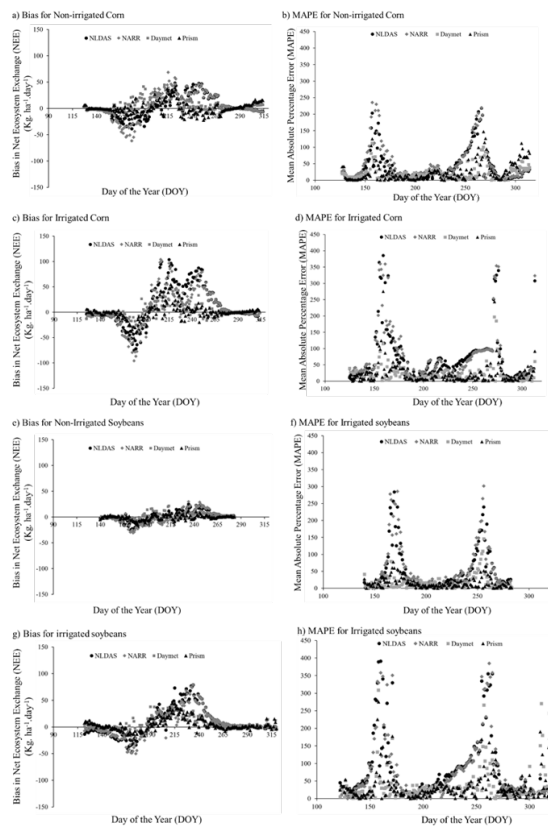 a) Bias for Non-irrigated Corn
150
100
50
0
-50
-100
-150
90 115 140 165 190 215 240 265 290 315
NLDAS NARR Daymet Prism
Bias in Net Ecosystem Exchange (NEE)
(Kg. ha⁻¹.day⁻¹)
Day of the Year (DOY)
b) MAPE for Non-irrigated Corn
450
400
350
300
250
200
150
100
50
0
100 150 200 250 300
NLDAS NARR Daymet Prism
Mean Absolute Percentage Error (MAPE)
Day of the Year (DOY)
c) Bias for Irrigated Corn
150
100
50
0
-50
-100
-150
90 115 140 165 190 215 240 265 290 315
NLDAS NARR Daymet Prism
Bias in Net Ecosystem Exchange (NEE)
(Kg. ha⁻¹.day⁻¹)
Day of the Year (DOY)
d) MAPE for Irrigated Corn
450
400
350
300
250
200
150
100
50
0
100 150 200 250 300
NLDAS NARR Daymet Prism
Mean Absolute Percentage Error (MAPE)
Day of the Year (DOY)
e) Bias for Non-Irrigated Soybeans
150
100
50
0
-50
-100
-150
90 115 140 165 190 215 240 265 290 315
NLDAS NARR Daymet Prism
Bias in Net Ecosystem Exchange (NEE)
(Kg. ha⁻¹.day⁻¹)
Day of the Year (DOY)
f) MAPE for Irrigated soybeans
450
400
350
300
250
200
150
100
50
0
100 150 200 250 300
NLDAS NARR Daymet Prism
Mean Absolute Percentage Error (MAPE)
Day of the Year (DOY)
g) Bias for irrigated soybeans
150
100
50
0
-50
-100
-150
90 115 140 165 190 215 240 265 290 315
NLDAS NARR Daymet Prism
Bias in Net Ecosystem Exchange (NEE)
(Kg. ha⁻¹.day⁻¹)
Day of the Year (DOY)
h) MAPE for Irrigated soybeans
450
400
350
300
250
200
150
100
50
0
100 150 200 250 300
NLDAS NARR Daymet Prism
Mean Absolute Percentage Error (MAPE)
Day of the Year (DOY)